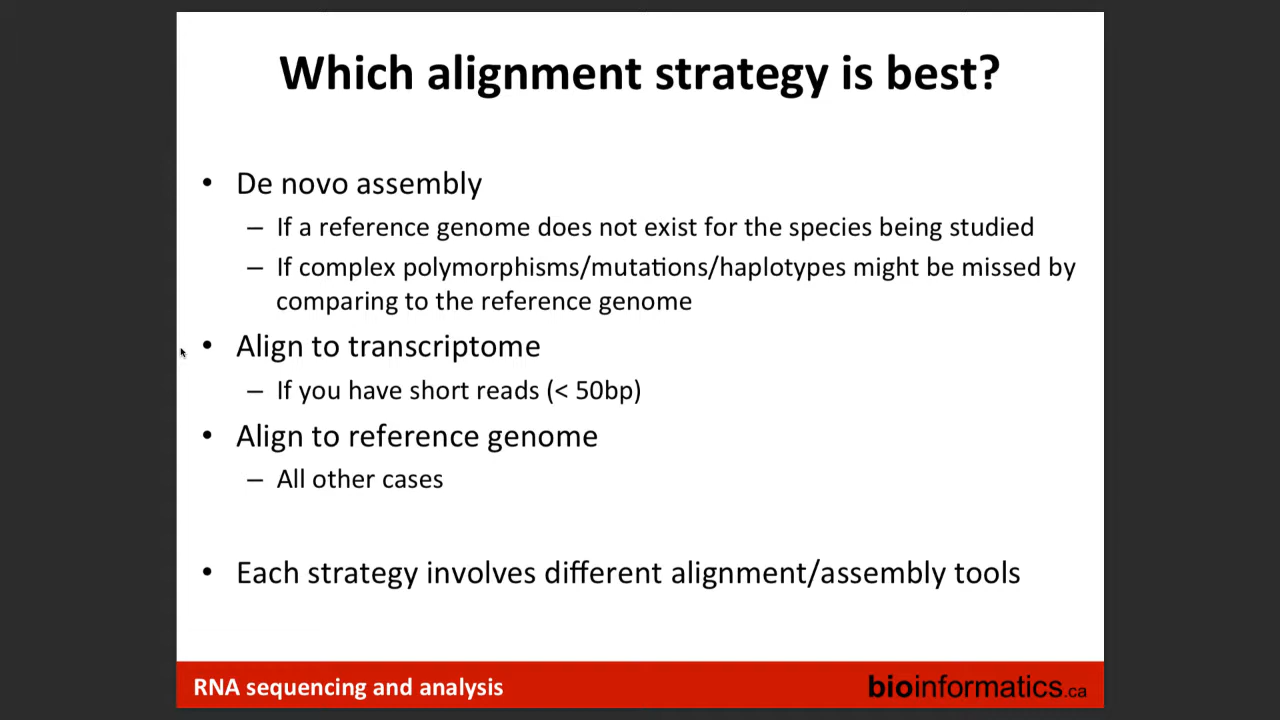 Which alignment strategy is best?
• De novo assembly
– If a reference genome does not exist for the species being studied
– If complex polymorphisms/mutations/haplotypes might be missed by
comparing to the reference genome
• Align to transcriptome
– If you have short reads (< 50bp)
• Align to reference genome
– All other cases
• Each strategy involves different alignment/assembly tools
RNA sequencing and analysis
bioinformatics.ca